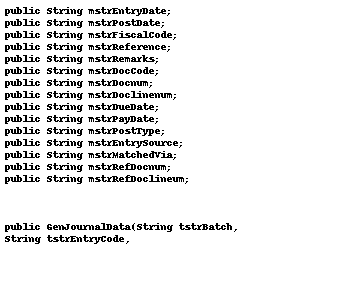 public String mstrEntryDate;
public String mstrPostDate;
public String mstrFiscalCode;
public String mstrReference;
public String mstrRemarks;
public String mstrDocCode;
public String mstrDocnum;
public String mstrDoclinenum;
public String mstrDueDate;
public String mstrPayDate;
public String mstrPostType;
public String mstrEntrySource;
public String mstrMatchedVia;
public String mstrRefDocnum;
public String mstrRefDoclineum;
public GenJournalData(String tstrBatch,
String tstrEntryCode,